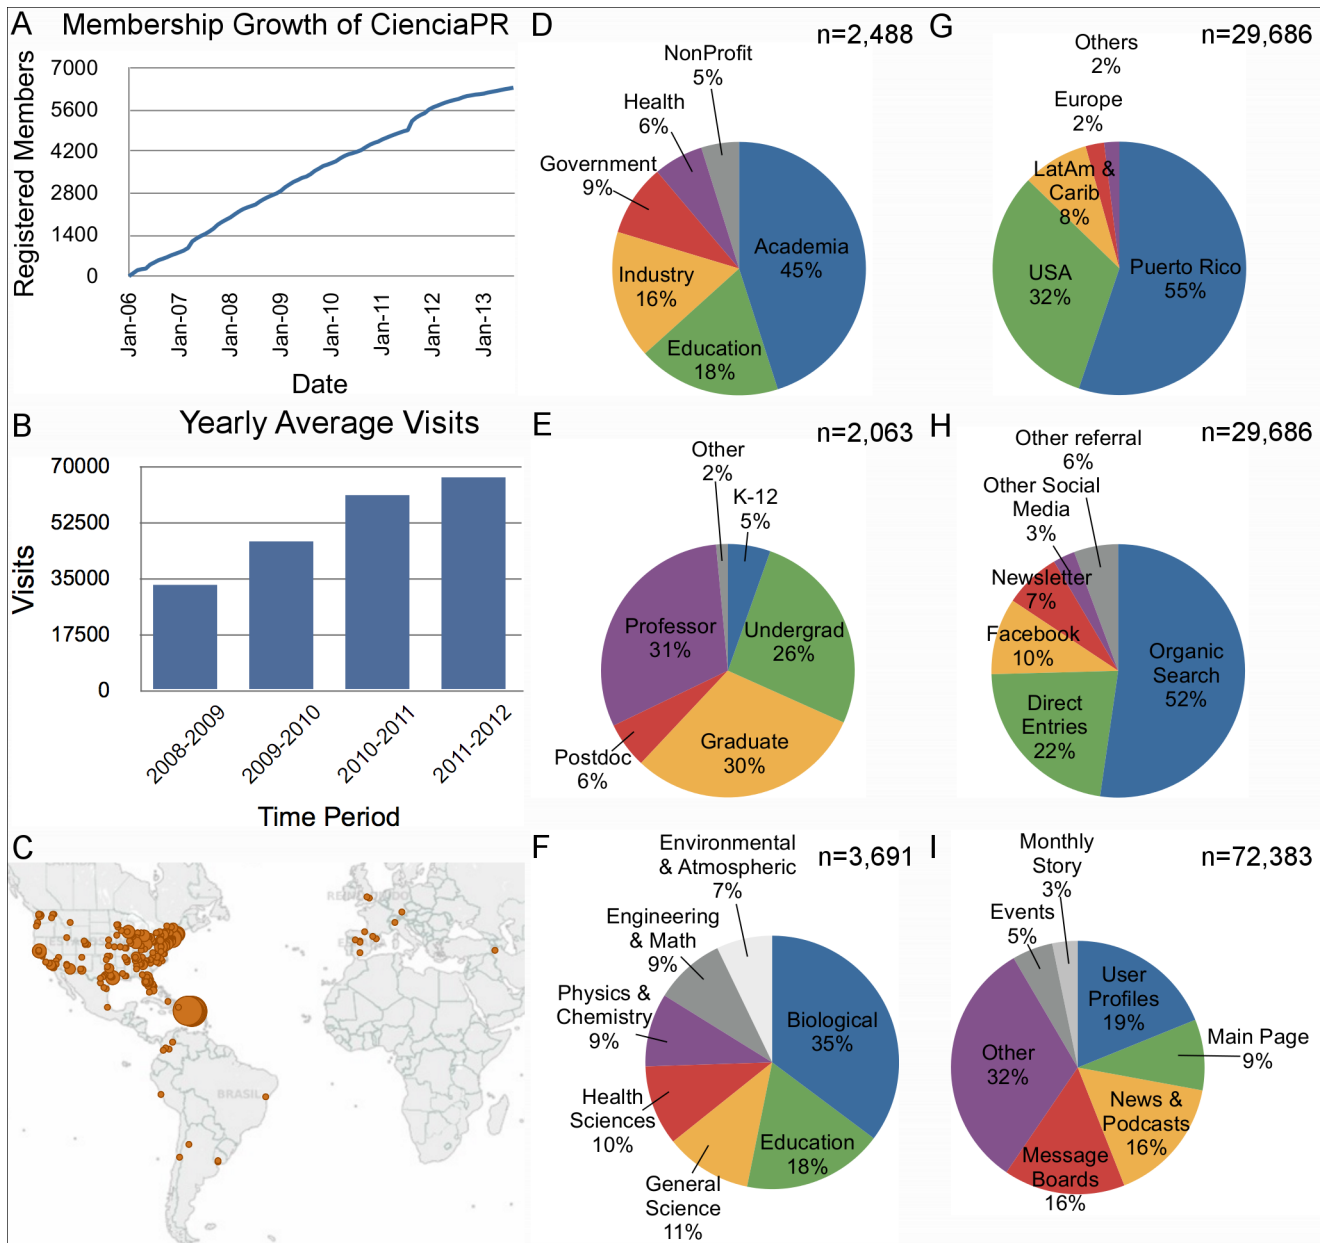 A
Membership Growth of CienciaPR
Registered Members
7000
5600
4200
2800
1400
0
Jan-06
Jan-07
Jan-08
Jan-09
Jan-10
Jan-11
Jan-12
Jan-13
Date
B
Yearly Average Visits
Visits
70000
52500
35000
17500
0
2008-2009
2009-2010
2010-2011
2011-2012
Time Period
C
BRASIL
D
n=2,488
NonProfit
5%
Health
6%
Government
9%
Academia
45%
Industry
16%
Education
18%
E
n=2,063
Other
2%
K-12
5%
Professor
31%
Undergrad
26%
Graduate
30%
Postdoc
6%
F
n=3,691
Environmental
& Atmospheric
7%
Engineering
& Math
9%
Physics &
Chemistry
9%
Biological
35%
Health
Sciences
10%
Education
18%
General
Science
11%
G
n=29,686
Others
2%
Europe
2%
LatAm &
Carib
8%
USA
32%
Puerto Rico
55%
H
n=29,686
Other referral
6%
Other Social
Media
3%
Newsletter
7%
Facebook
10%
Organic
Search
52%
Direct
Entries
22%
I
n=72,383
Monthly
Story
3%
Events
5%
User
Profiles
19%
Main Page
9%
Other
32%
News &
Podcasts
16%
Message
Boards
16%